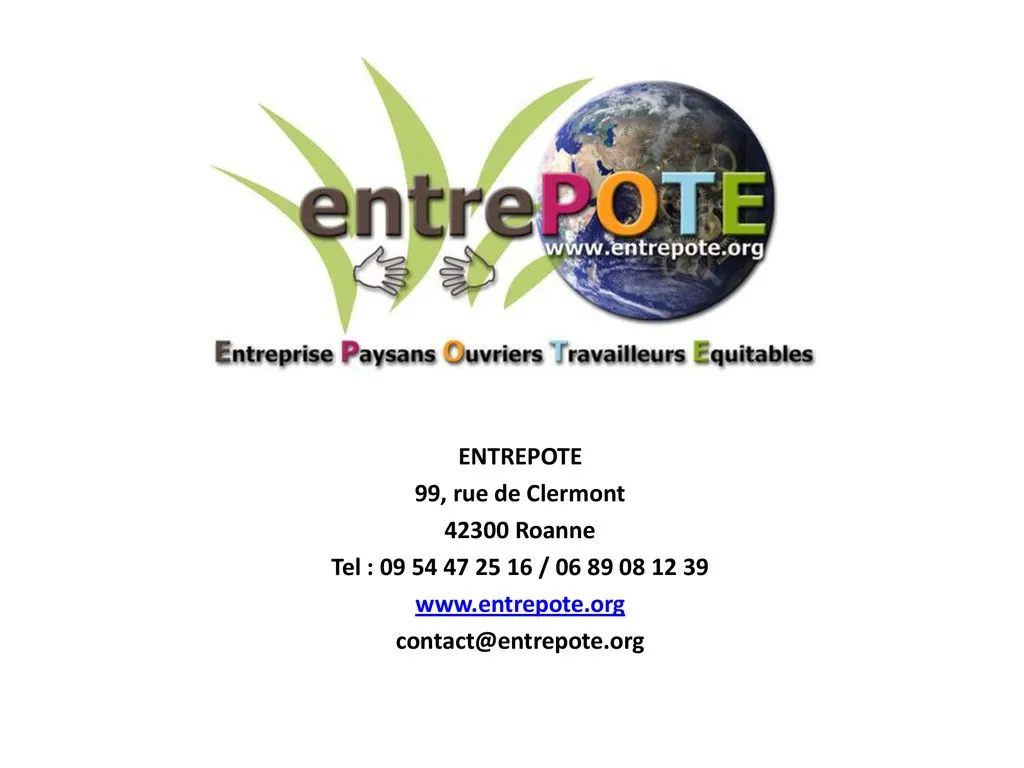 entrePOTE
www.entrepote.org
Entreprise Paysans Ouvriers Travailleurs Equitables
ENTREPOTE
99, rue de Clermont
42300 Roanne
Tel : 09 54 47 25 16 / 06 89 08 12 39
www.entrepote.org
contact@entrepote.org